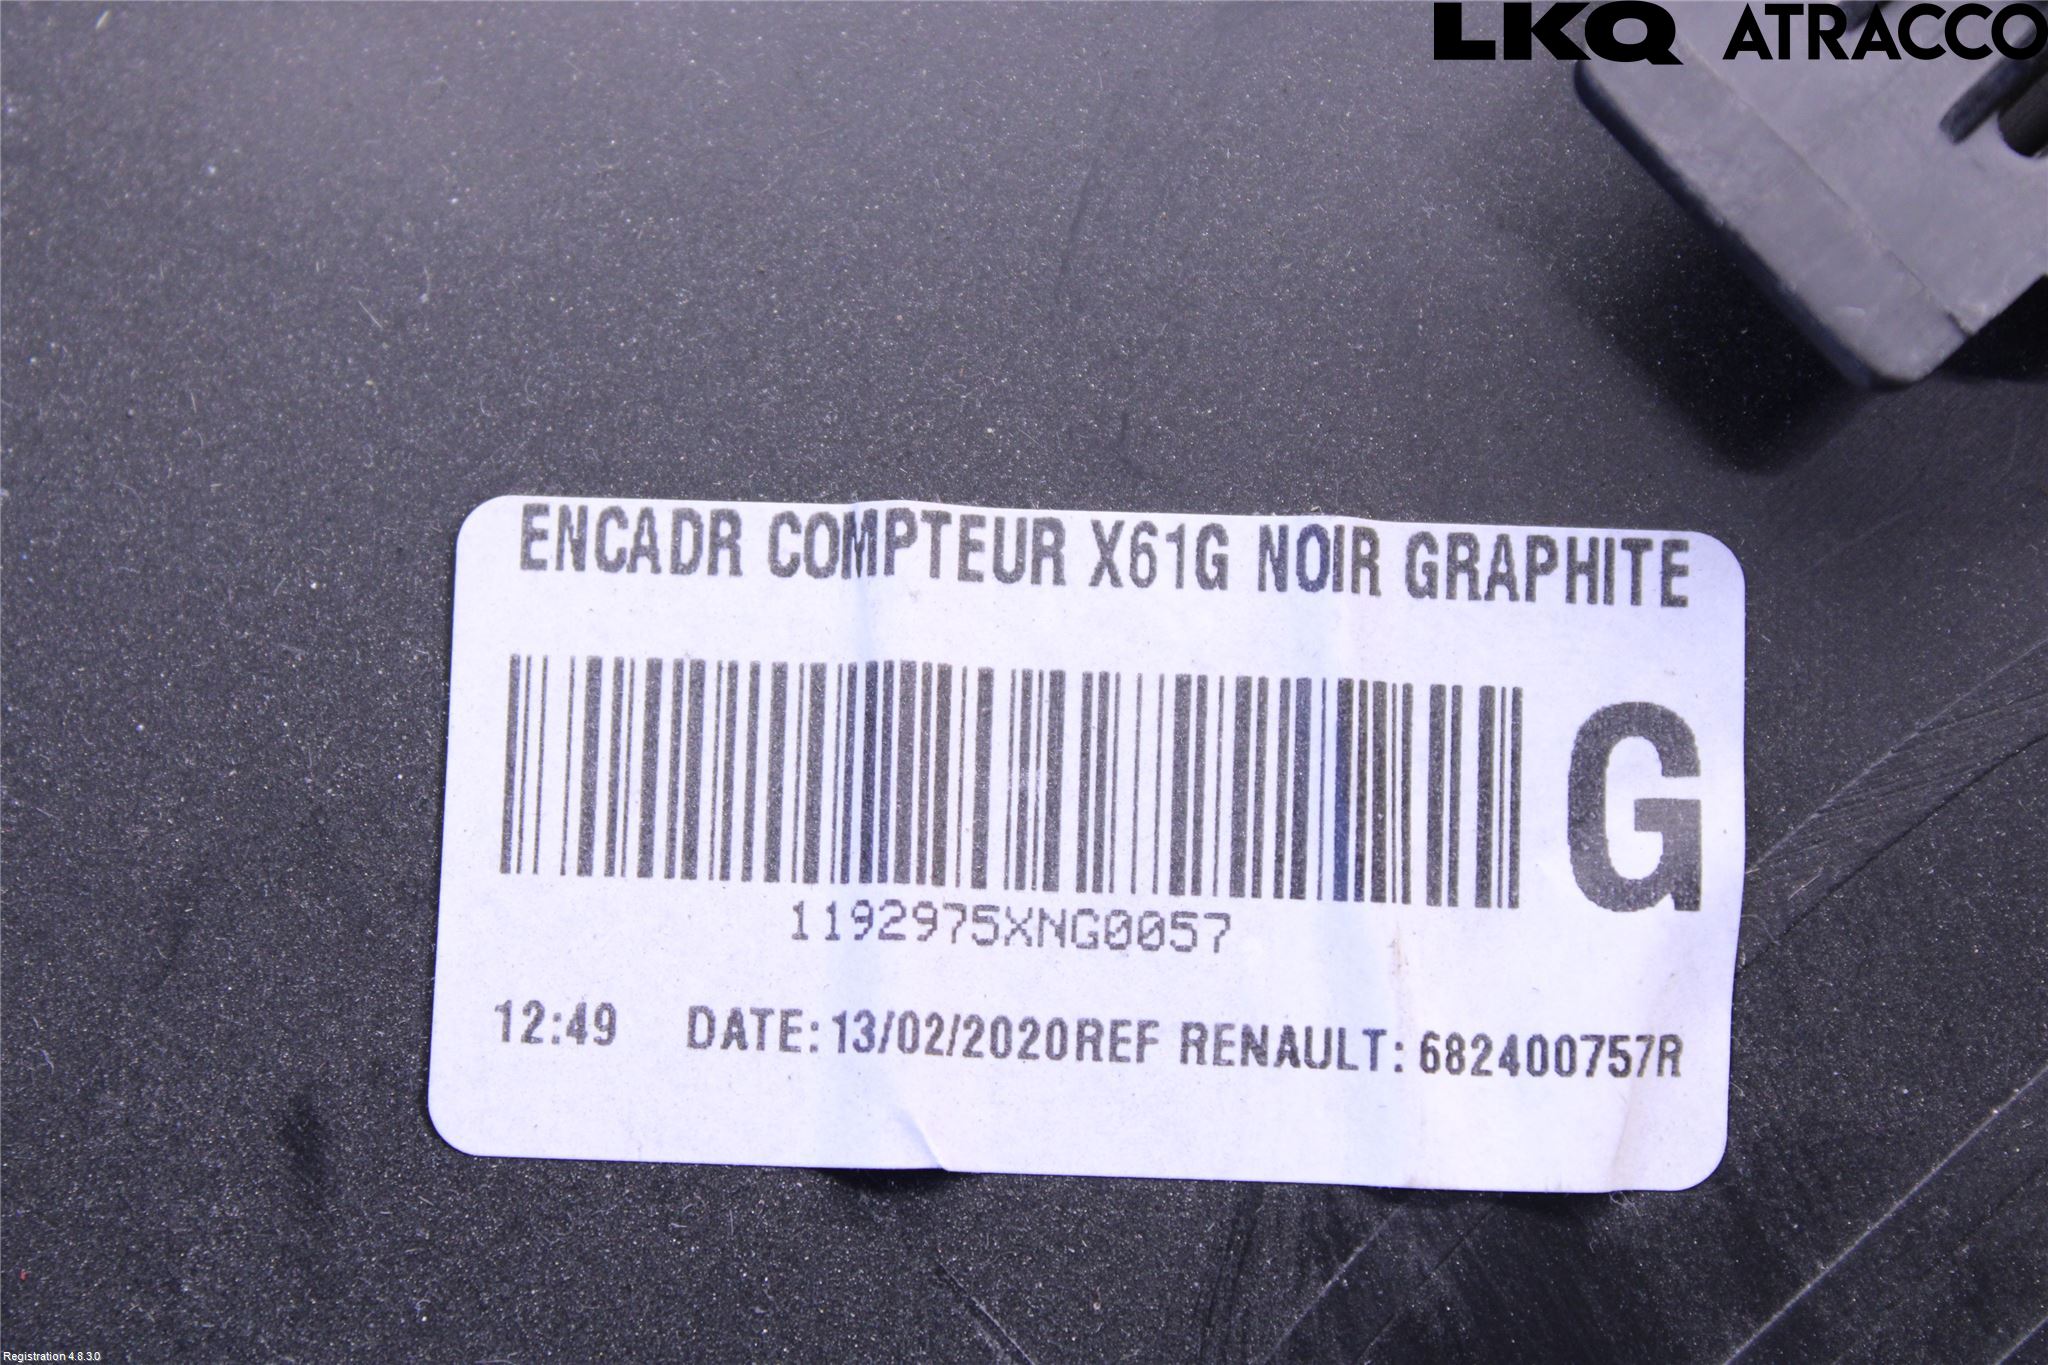 LKQ ATRACCO
ENCADR COMPTEUR X61G NOIR GRAPHITE
G
1192975XNG0057
12:49 DATE:13/02/2020REF RENAULT:682400757R
Registration 4.8.3.0